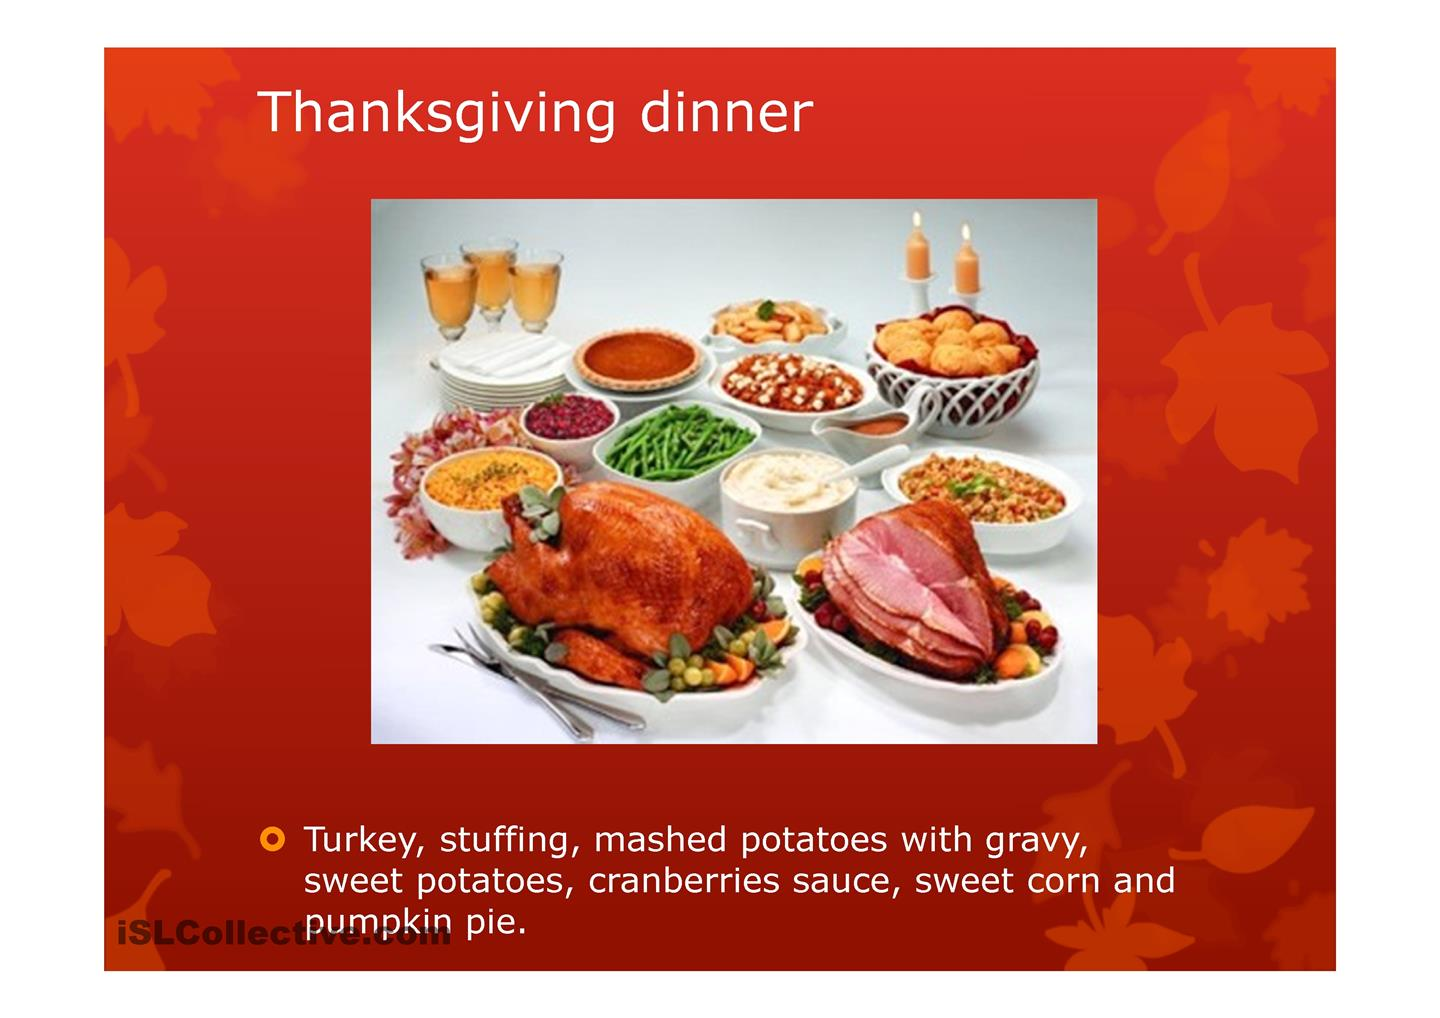 Thanksgiving dinner
Turkey, stuffing, mashed potatoes with gravy,
sweet potatoes, cranberries sauce, sweet corn and
pumpkin pie.
iSLCollective.com